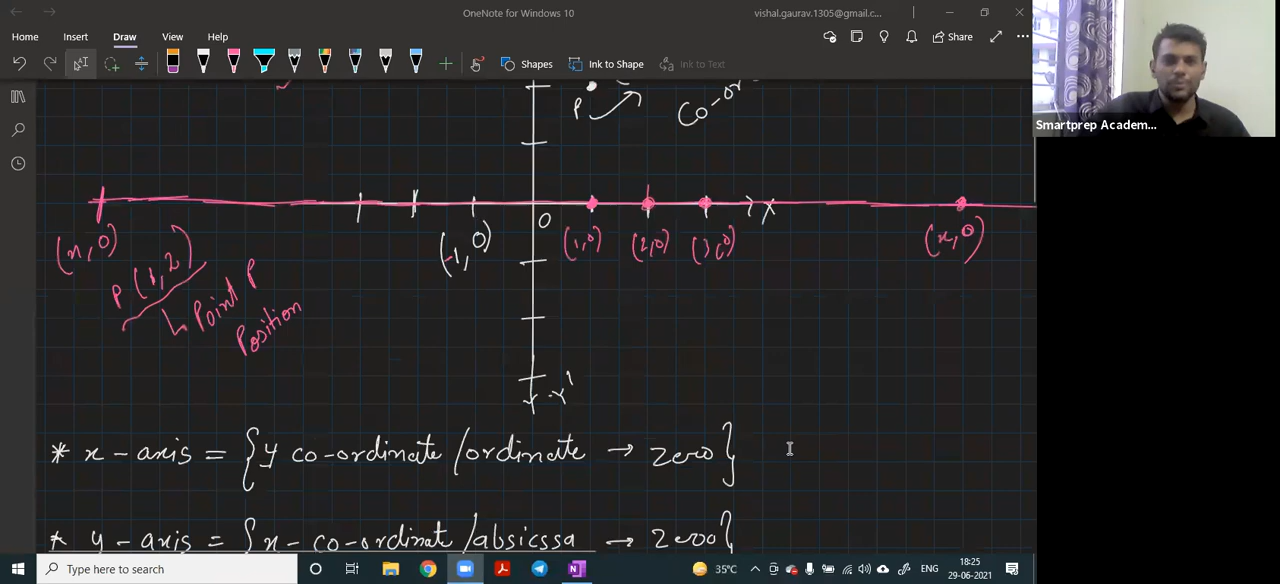 OneNote for Windows 10
vishal.gaurav.1305@gmail.c...
Home Insert Draw View Help
Share
Shapes Ink to Shape Ink to Text
P Co-or
X
0
(x,0) (-1,0) (1,0) (2,0) (3,0) (x,0)
P (1,2)
Point P
Position
-Y'
* x-axis = {y co-ordinate/ordinate → zero}
* y-axis = {x-co-ordinate/absicssa → zeoo}
Smartprep Academ...
Type here to search
35°C
ENG
18:25
29-06-2021